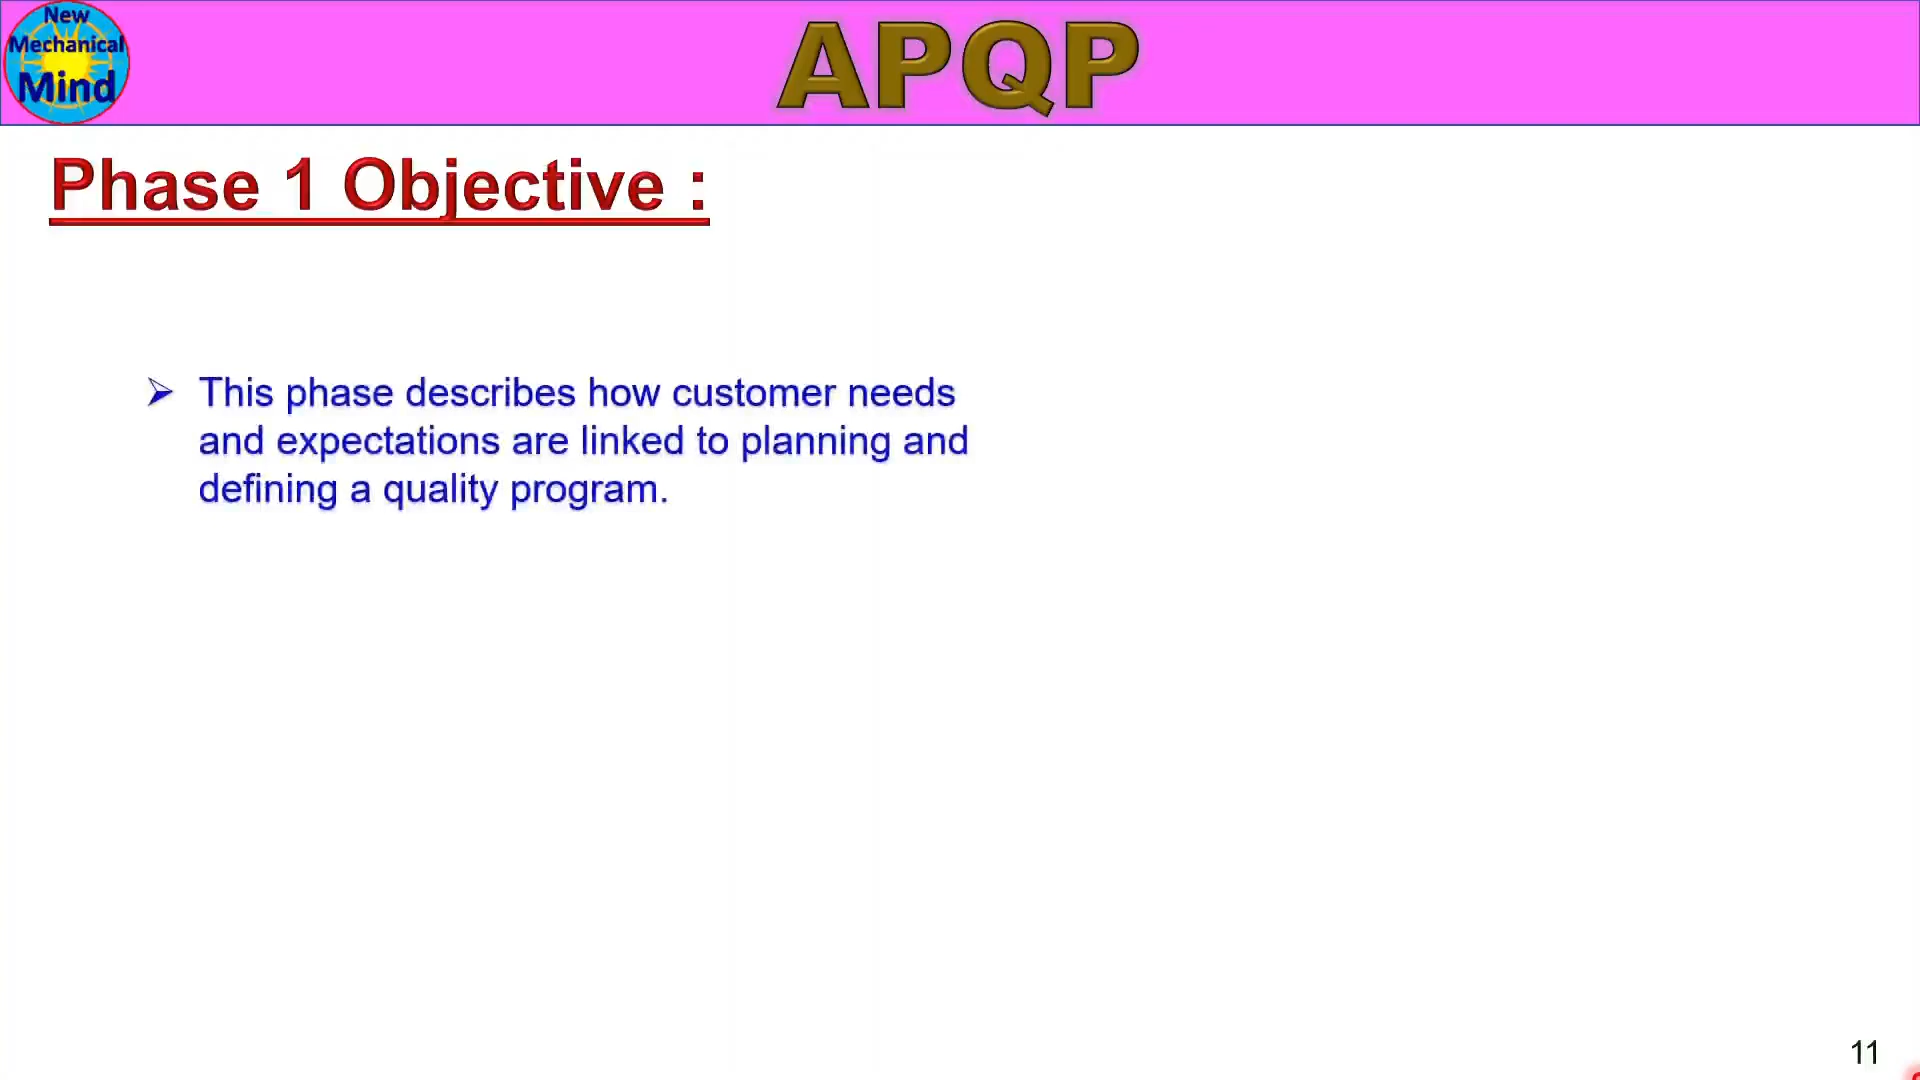 New
Mechanical
Mind
APQP
Phase 1 Objective :
This phase describes how customer needs
and expectations are linked to planning and
defining a quality program.
11